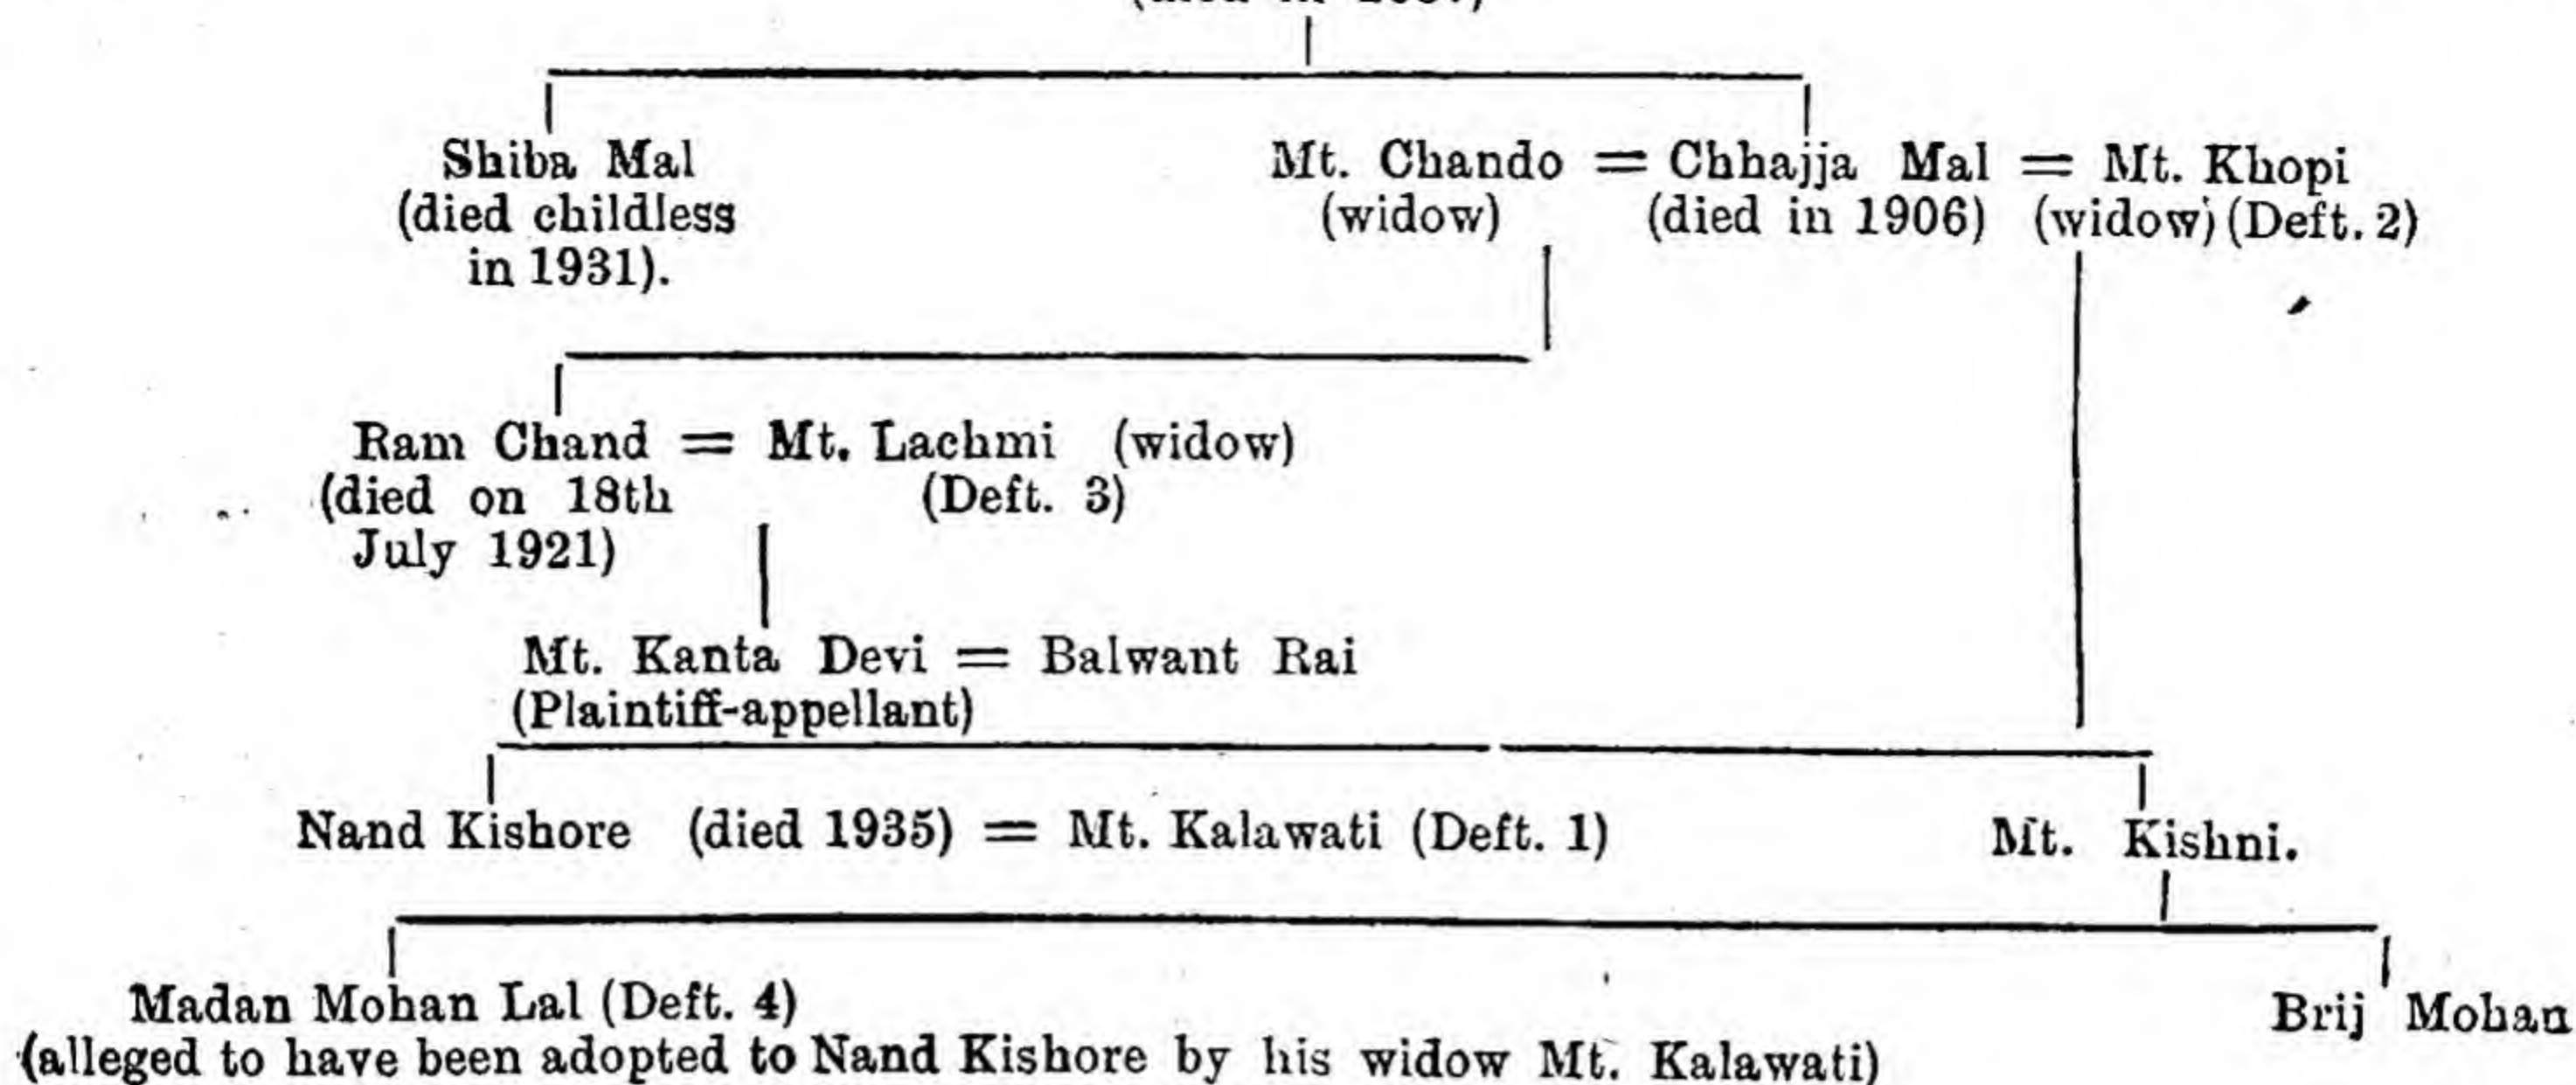 Shiba Mal Mt. Chando = Chhajja Mal = Mt. Khopi
(died childless (widow) (died in 1906) (widow) (Deft. 2)
in 1931).
Ram Chand = Mt. Lachmi (widow)
(died on 18th (Deft. 3)
July 1921)
Mt. Kanta Devi = Balwant Rai
(Plaintiff-appellant)
Nand Kishore (died 1935) = Mt. Kalawati (Deft. 1) Mt. Kishni.
Madan Mohan Lal (Deft. 4) Brij Mohan
(alleged to have been adopted to Nand Kishore by his widow Mt. Kalawati)